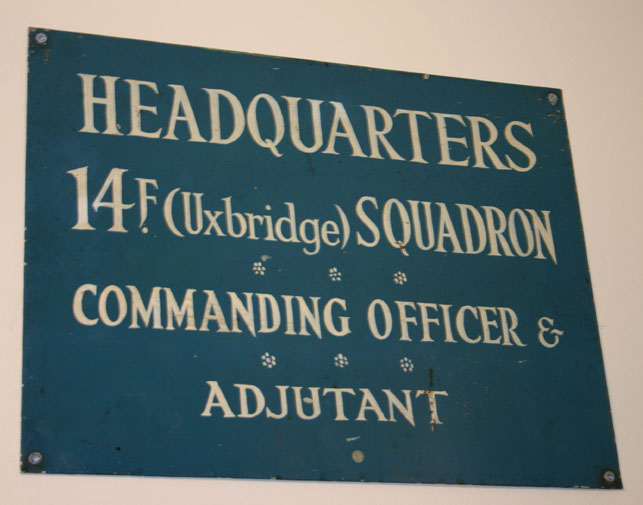 HEADQUARTERS
14F. (Uxbridge) SQUADRON
COMMANDING OFFICER &
ADJUTANT